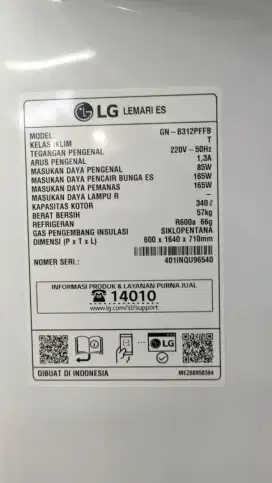 LG LEMARI ES
MODEL GN-B312PFFB
KELAS IKLIM T
TEGANGAN PENGENAL 220V~50Hz
ARUS PENGENAL 1,3A
MASUKAN DAYA PENGENAL 85W
MASUKAN DAYA PENCAIR BUNGA ES 165W
MASUKAN DAYA PEMANAS 165W
MASUKAN DAYA LAMPU R –
KAPASITAS KOTOR 340ℓ
BERAT BERSIH 57kg
REFRIGERAN R600a 66g
GAS PENGEMBANG INSULASI SIKLOPENTANA
DIMENSI (P x T x L) 600 x 1640 x 710mm
NOMER SERI.: 401INQU96540
INFORMASI PRODUK & LAYANAN PURNA JUAL
14010
www.lg.com/id/support
LG
DIBUAT DI INDONESIA MEZ68958384